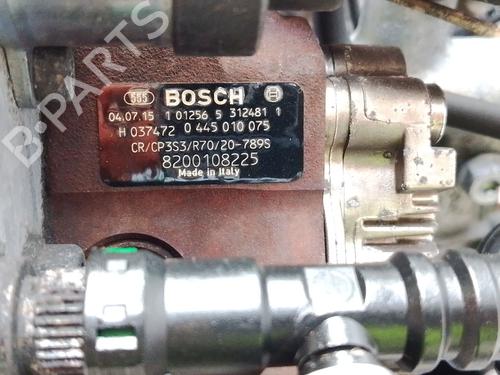 555 BOSCH
04.07.15 1 01256 5 312481 1
H 037472 0 445 010 075
CR/CP3S3/R70/20-789S
8200108225
Made in Italy
B-PARTS